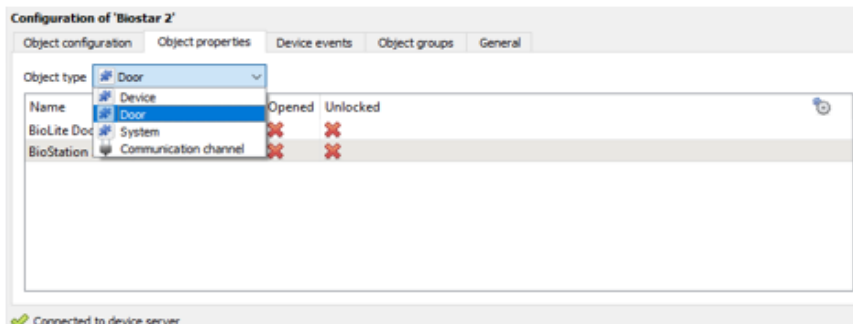 Configuration of 'Biostar 2'
Object configuration Object properties Device events Object groups General
Object type Door
Device
Name Opened Unlocked
Door
BioLite Doo
System
BioStation
Communication channel
Connected to device server